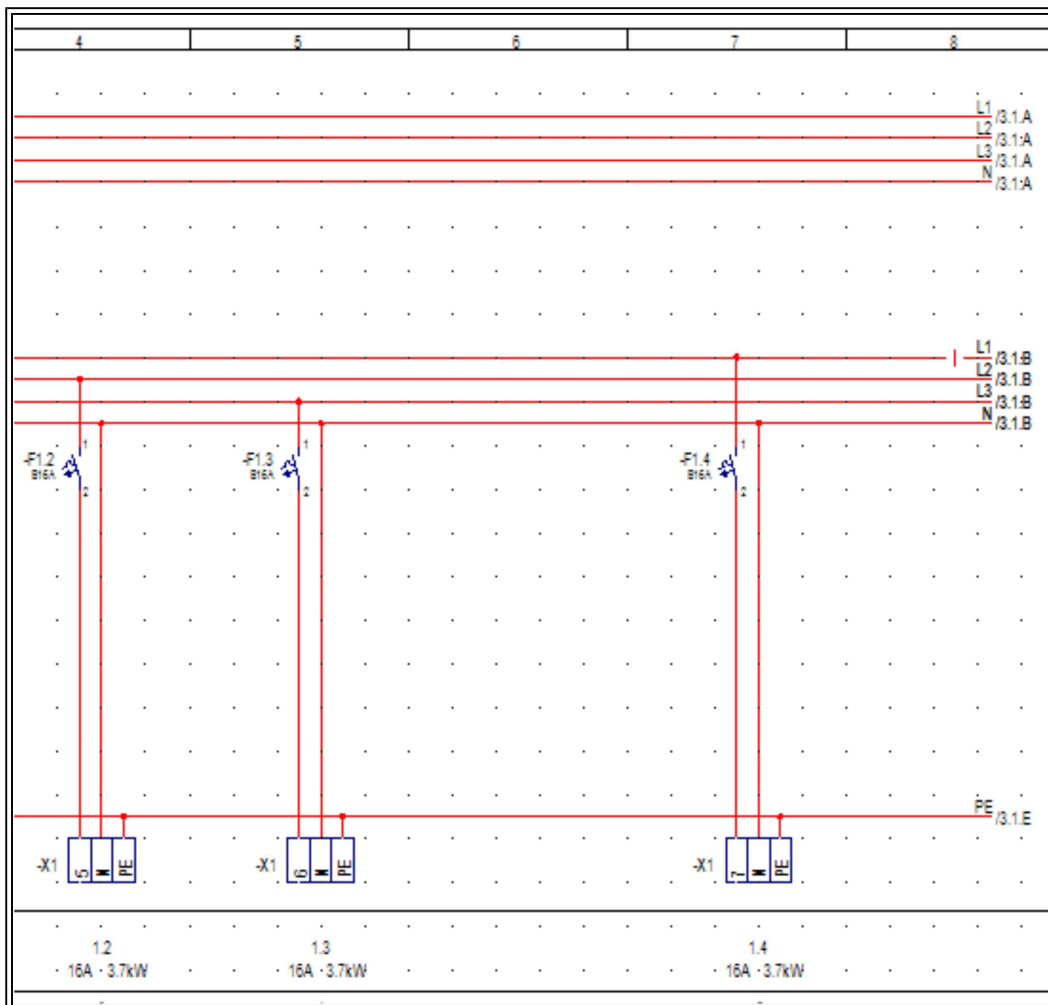 4 5 6 7 8
L1 /3.1:A
L2 /3.1:A
L3 /3.1:A
N /3.1:A
L1 /3.1:B
L2 /3.1:B
L3 /3.1:B
N /3.1:B
-F1.2 1 -F1.3 1 -F1.4 1
B16A B16A B16A
2 2 2
PE /3.1:E
-X1 5 N PE -X1 6 N PE -X1 7 N PE
1.2 1.3 1.4
16A - 3.7kW 16A - 3.7kW 16A - 3.7kW